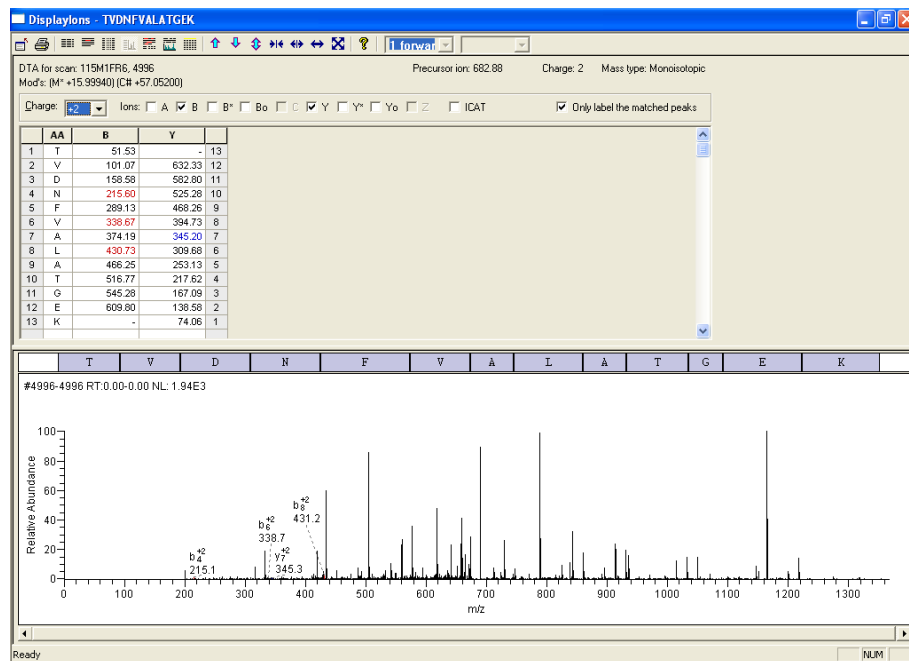 DisplayIons - TVDNFVALATGEK
1 forwar
DTA for scan: 115M1FR6, 4996 Precursor ion: 682.88 Charge: 2 Mass type: Monoisotopic
Mod's: (M* +15.99940) (C# +57.05200)
Charge: +2 Ions: A B B* Bo C Y Y* Yo Z ICAT Only label the matched peaks
AA B Y
1 T 51.53 - 13
2 V 101.07 632.33 12
3 D 158.58 582.80 11
4 N 215.60 525.28 10
5 F 289.13 468.26 9
6 V 338.67 394.73 8
7 A 374.19 345.20 7
8 L 430.73 309.68 6
9 A 466.25 253.13 5
10 T 516.77 217.62 4
11 G 545.28 167.09 3
12 E 609.80 138.58 2
13 K - 74.06 1
T V D N F V A L A T G E K
#4996-4996 RT:0.00-0.00 NL: 1.94E3
Relative Abundance
100
80
60
40
20
0
b8+2
431.2
b6+2
338.7
b4+2
215.1
y7+2
345.3
0 100 200 300 400 500 600 700 800 900 1000 1100 1200 1300
m/z
Ready NUM